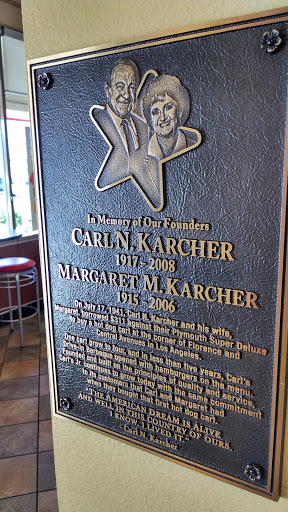 In Memory of Our Founders
CARL N. KARCHER
1917 - 2008
MARGARET M. KARCHER
1915 - 2006
On July 17, 1941, Carl N. Karcher and his wife,
Margaret, borrowed $311 against their Plymouth Super Deluxe
to buy a hot dog cart at the corner of Florence and
Central Avenues in Los Angeles.
One cart grew to four, and in less than five years, Carl's
Drive-In Barbeque opened with hamburgers on the menu.
Founded and built on the principles of quality and service,
Carl's Jr. continues to grow today with the same commitment
to its customers that Carl and Margaret had
when they bought that first hot dog cart.
"THE AMERICAN DREAM IS ALIVE
AND WELL IN THIS COUNTRY OF OURS.
I KNOW, I LIVED IT."
Carl N. Karcher